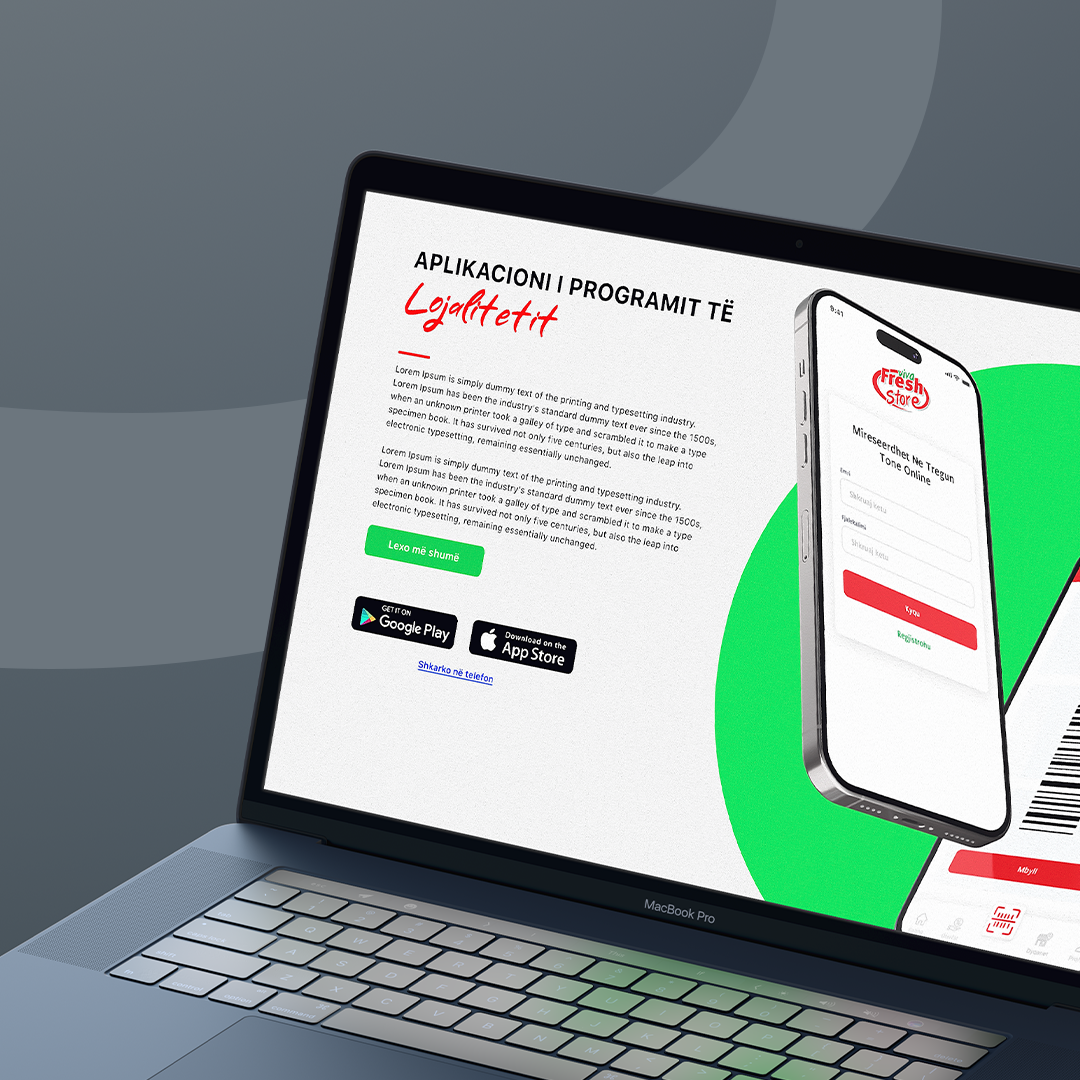 APLIKACIONI I PROGRAMIT TË
Lojalitetit
Lorem Ipsum is simply dummy text of the printing and typesetting industry.
Lorem Ipsum has been the industry's standard dummy text ever since the 1500s,
when an unknown printer took a galley of type and scrambled it to make a type
specimen book. It has survived not only five centuries, but also the leap into
electronic typesetting, remaining essentially unchanged.
Lorem Ipsum is simply dummy text of the printing and typesetting industry.
Lorem Ipsum has been the industry's standard dummy text ever since the 1500s,
when an unknown printer took a galley of type and scrambled it to make a type
specimen book. It has survived not only five centuries, but also the leap into
electronic typesetting, remaining essentially unchanged.
Lexo më shumë
GET IT ON
Google Play
Download on the
App Store
Shkarko në telefon
9:41
viva
Fresh
Store
Mireseerdhet Ne Tregun
Tone Online
Email
Shkruaj ketu
Fjalekalimi
Shkruaj ketu
Kyqu
Regjistrohu
Mbyll
MacBook Pro